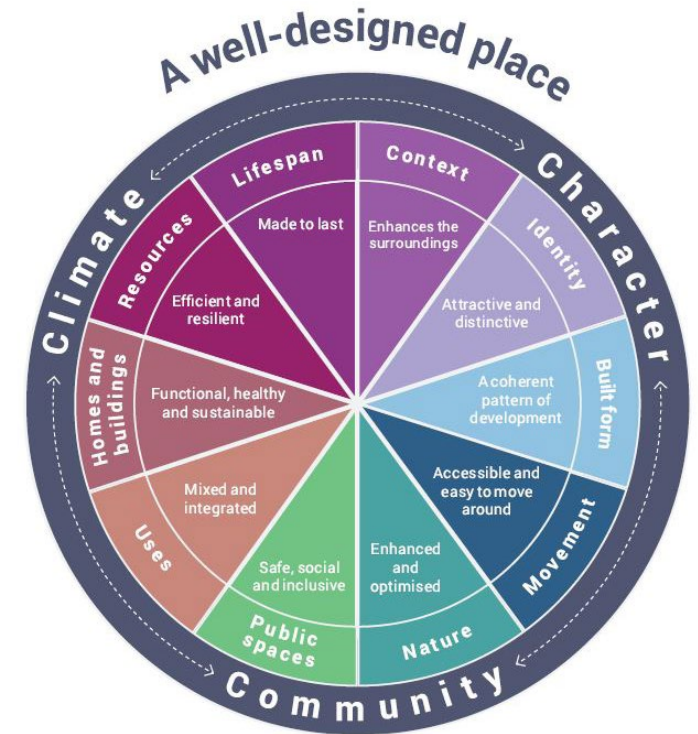 A well-designed place
Climate
Character
Community
Context
Enhances the
surroundings
Identity
Attractive and
distinctive
Built form
A coherent
pattern of
development
Movement
Accessible and
easy to move
around
Nature
Enhanced
and
optimised
Public
spaces
Safe, social
and inclusive
Uses
Mixed and
integrated
Homes and
buildings
Functional, healthy
and sustainable
Resources
Efficient and
resilient
Lifespan
Made to last